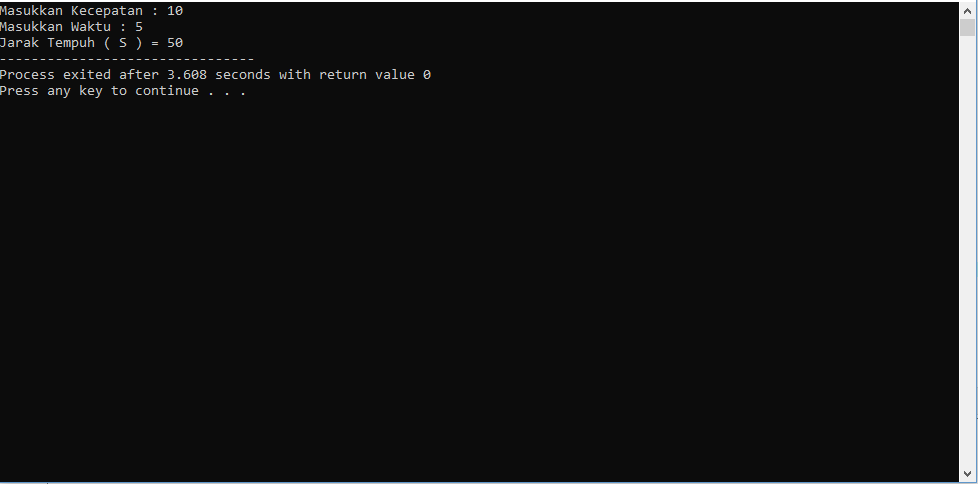 Masukkan Kecepatan : 10
Masukkan Waktu : 5
Jarak Tempuh ( S ) = 50
--------------------------------
Process exited after 3.608 seconds with return value 0
Press any key to continue . . .